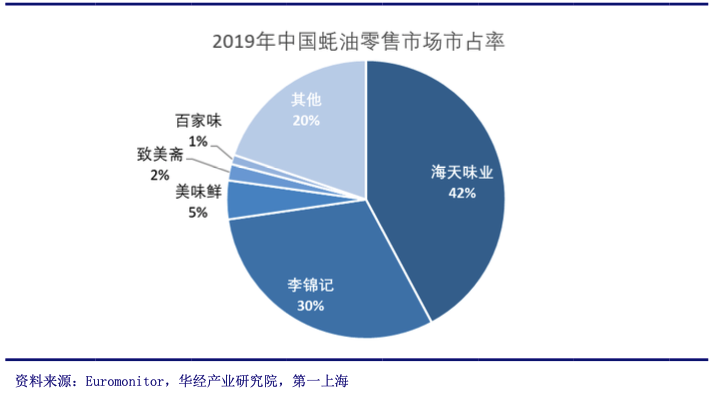 2019年中国蚝油零售市场市占率
其他
20%
百家味
1%
致美斋
2%
美味鲜
5%
海天味业
42%
李锦记
30%
资料来源：Euromonitor，华经产业研究院，第一上海